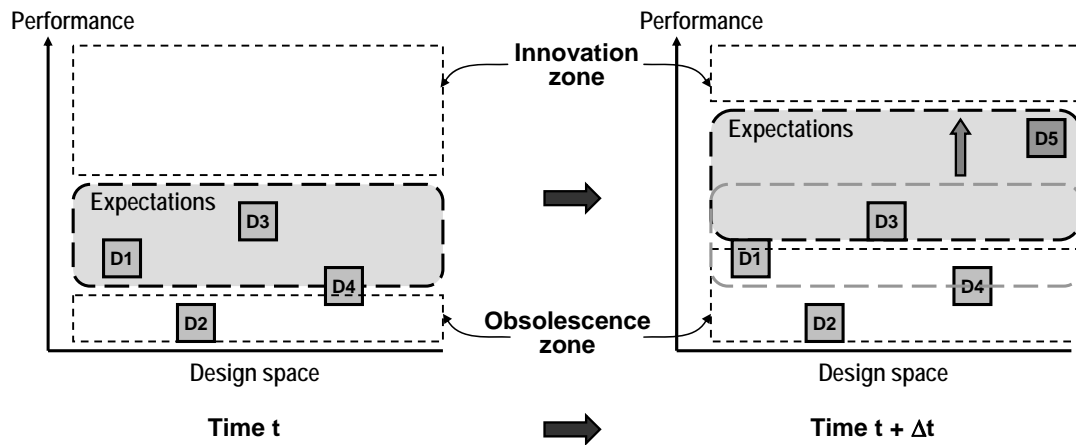 Performance
Performance
Innovation
zone
Expectations
Expectations
D5
D3
D3
D1
D1
D4
D4
D2
D2
Obsolescence
zone
Design space
Design space
Time t
Time t + Δt